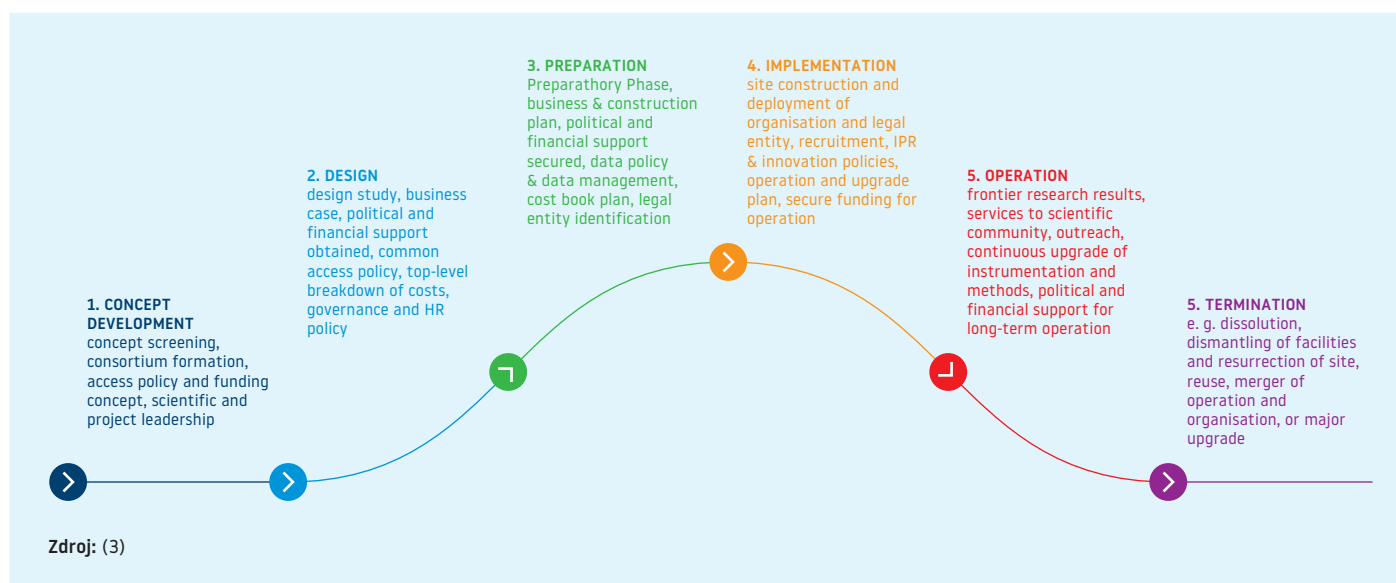 1. CONCEPT
DEVELOPMENT
concept screening,
consortium formation,
access policy and funding
concept, scientific and
project leadership
2. DESIGN
design study, business
case, political and
financial support
obtained, common
access policy, top-level
breakdown of costs,
governance and HR
policy
3. PREPARATION
Preparathory Phase,
business & construction
plan, political and
financial support
secured, data policy
& data management,
cost book plan, legal
entity identification
4. IMPLEMENTATION
site construction and
deployment of
organisation and legal
entity, recruitment, IPR
& innovation policies,
operation and upgrade
plan, secure funding for
operation
5. OPERATION
frontier research results,
services to scientific
community, outreach,
continuous upgrade of
instrumentation and
methods, political and
financial support for
long-term operation
5. TERMINATION
e. g. dissolution,
dismantling of facilities
and resurrection of site,
reuse, merger of
operation and
organisation, or major
upgrade
Zdroj: (3)